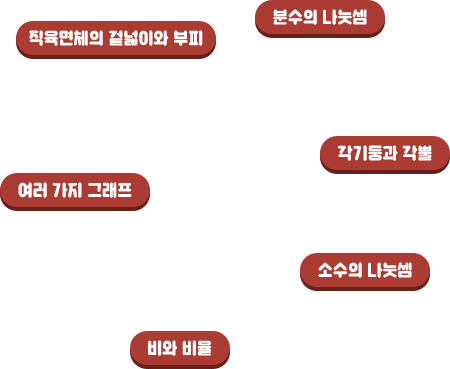 분수의 나눗셈
직육면체의 겉넓이와 부피
각기둥과 각뿔
여러 가지 그래프
소수의 나눗셈
비와 비율